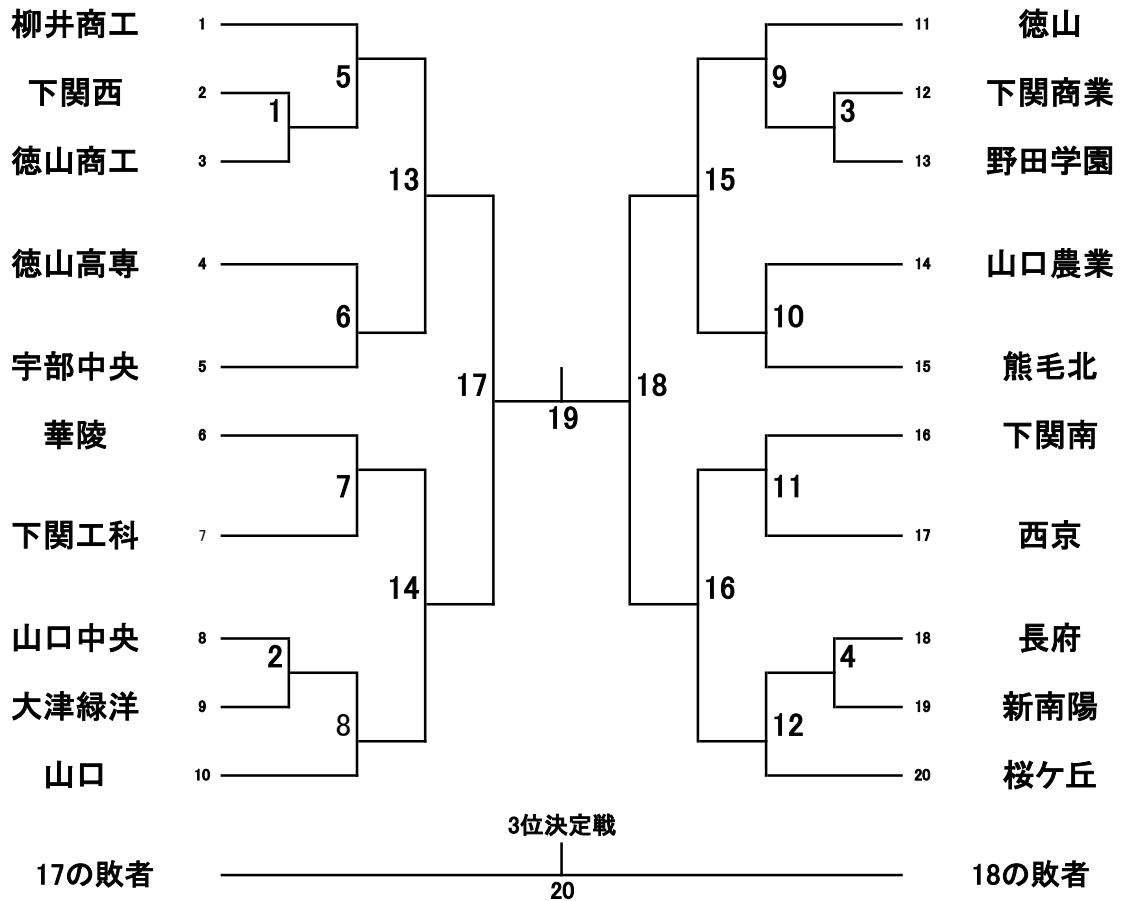 柳井商工 1 11 徳山
5 9
下関西 2 12 下関商業
1 3
徳山商工 3 13 野田学園
13 15
徳山高専 4 14 山口農業
6 10
宇部中央 5 15 熊毛北
17 18
19
華陵 6 16 下関南
7 11
下関工科 7 17 西京
14 16
山口中央 8 18 長府
2 4
大津緑洋 9 19 新南陽
8 12
山口 10 20 桜ケ丘
3位決定戦
17の敗者 18の敗者
20